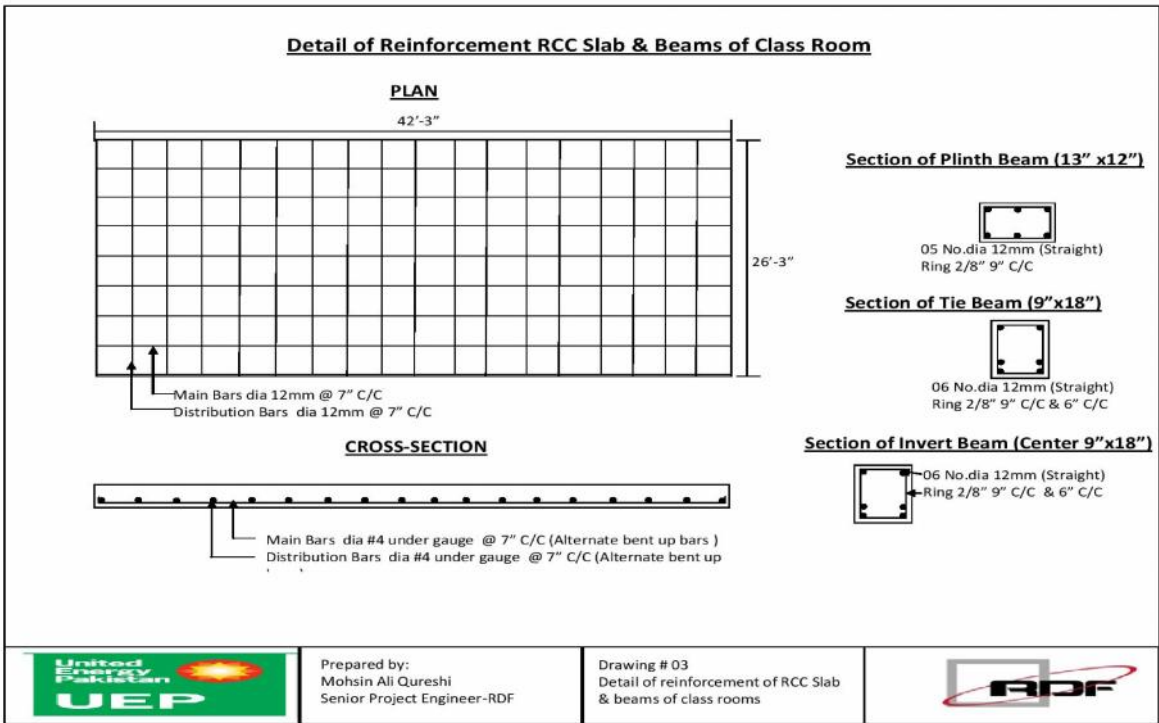 Detail of Reinforcement RCC Slab & Beams of Class Room
PLAN
42’-3”
26’-3”
Main Bars dia 12mm @ 7” C/C
Distribution Bars dia 12mm @ 7” C/C
CROSS-SECTION
Main Bars dia #4 under gauge @ 7” C/C (Alternate bent up bars )
Distribution Bars dia #4 under gauge @ 7” C/C (Alternate bent up
Section of Plinth Beam (13” x12”)
05 No.dia 12mm (Straight)
Ring 2/8” 9” C/C
Section of Tie Beam (9”x18”)
06 No.dia 12mm (Straight)
Ring 2/8” 9” C/C & 6” C/C
Section of Invert Beam (Center 9”x18”)
06 No.dia 12mm (Straight)
Ring 2/8” 9” C/C & 6” C/C
United
Energy
Pakistan
UEP
Prepared by:
Mohsin Ali Qureshi
Senior Project Engineer-RDF
Drawing # 03
Detail of reinforcement of RCC Slab
& beams of class rooms
RDF